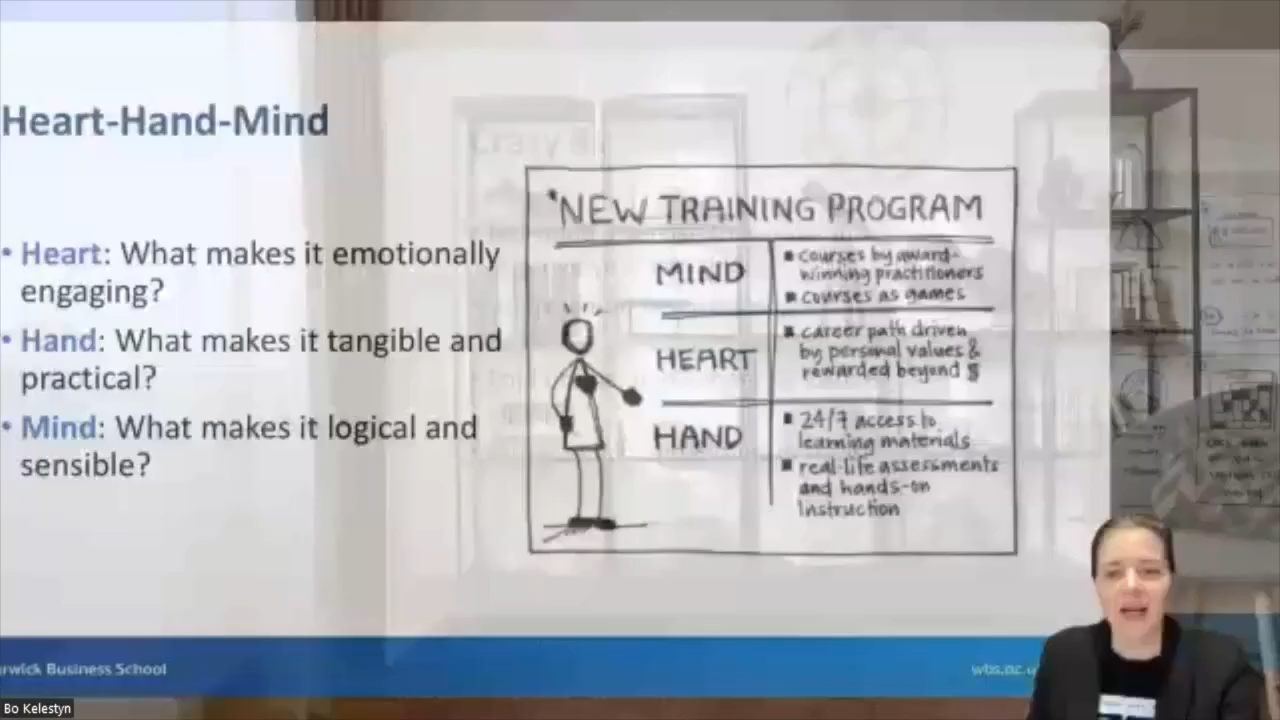 Heart-Hand-Mind
• Heart: What makes it emotionally
engaging?
• Hand: What makes it tangible and
practical?
• Mind: What makes it logical and
sensible?
NEW TRAINING PROGRAM
MIND
▪ courses by award-
winning practitioners
▪ courses as games
HEART
▪ career path driven
by personal values &
rewarded beyond $
HAND
▪ 24/7 access to
learning materials
▪ real-life assessments
and hands-on
Instruction
rwick Business School
wbs.ac.u
Bo Kelestyn